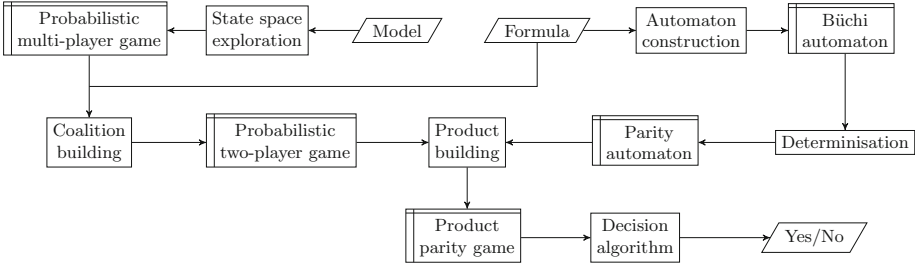 Probabilistic
multi-player game
State space
exploration
Model
Formula
Automaton
construction
Büchi
automaton
Coalition
building
Probabilistic
two-player game
Product
building
Parity
automaton
Determinisation
Product
parity game
Decision
algorithm
Yes/No